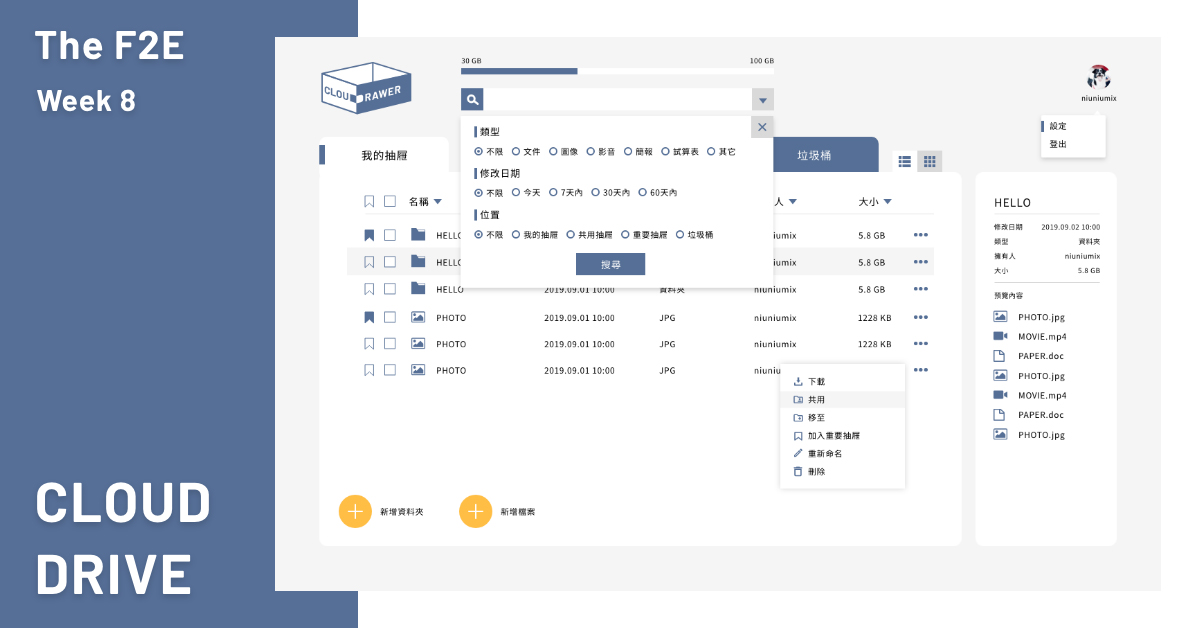 The F2E
Week 8
CLOUD
DRIVE
CLOU DRAWER
30 GB
100 GB
niuniumix
設定
登出
類型
不限 文件 圖像 影音 簡報 試算表 其它
修改日期
不限 今天 7天內 30天內 60天內
位置
不限 我的抽屜 共用抽屜 重要抽屜 垃圾桶
搜尋
我的抽屜
垃圾桶
名稱 人 大小
HELLO iumix 5.8 GB
HELLO iumix 5.8 GB
HELLO 2019.09.01 10:00 資料夾 niuniumix 5.8 GB
PHOTO 2019.09.01 10:00 JPG niuniumix 1228 KB
PHOTO 2019.09.01 10:00 JPG niuniumix 1228 KB
PHOTO 2019.09.01 10:00 JPG niuniu
下載
共用
移至
加入重要抽屜
重新命名
刪除
新增資料夾
新增檔案
HELLO
修改日期 2019.09.02 10:00
類型 資料夾
擁有人 niuniumix
大小 5.8 GB
預覽內容
PHOTO.jpg
MOVIE.mp4
PAPER.doc
PHOTO.jpg
MOVIE.mp4
PAPER.doc
PHOTO.jpg